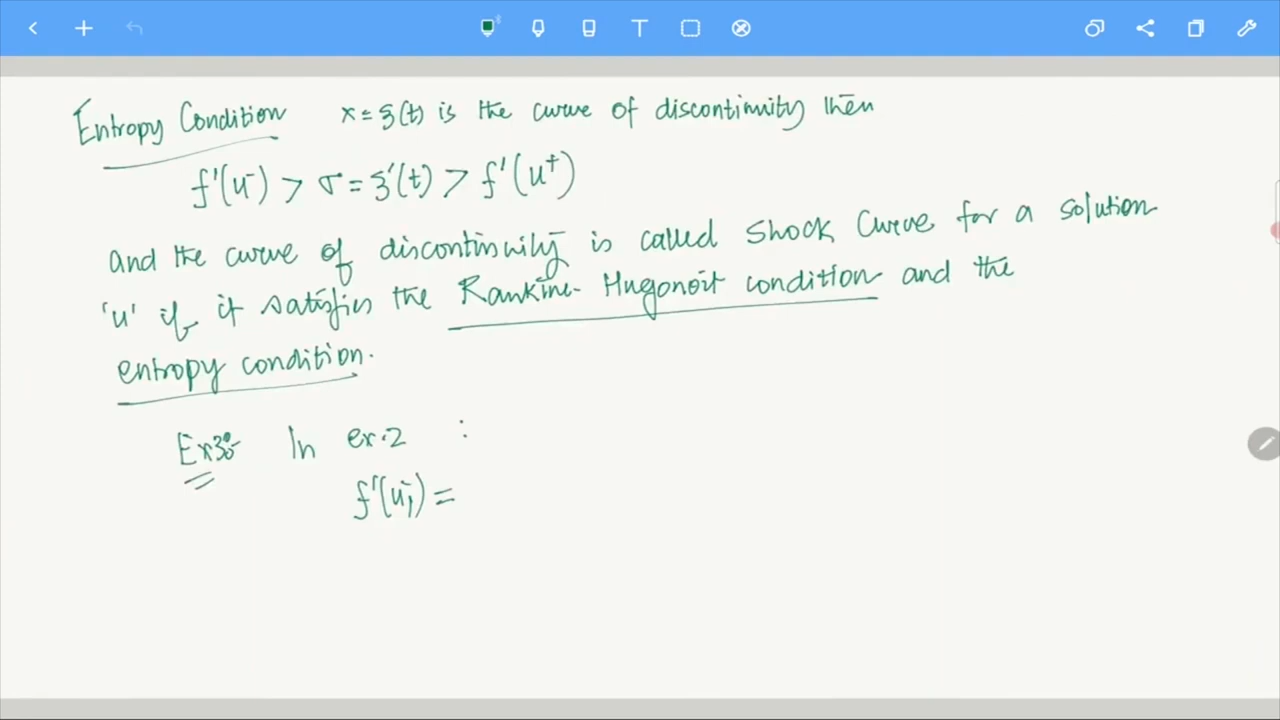 Entropy Condition x = ξ(t) is the curve of discontinuity then
f'(u⁻) > σ = ξ'(t) > f'(u⁺)
and the curve of discontinuity is called Shock Curve for a solution
'u' if it satisfies the Rankine-Hugonoit condition and the
entropy condition.
Ex3:- In ex.2 :
f'(u₁⁻) =